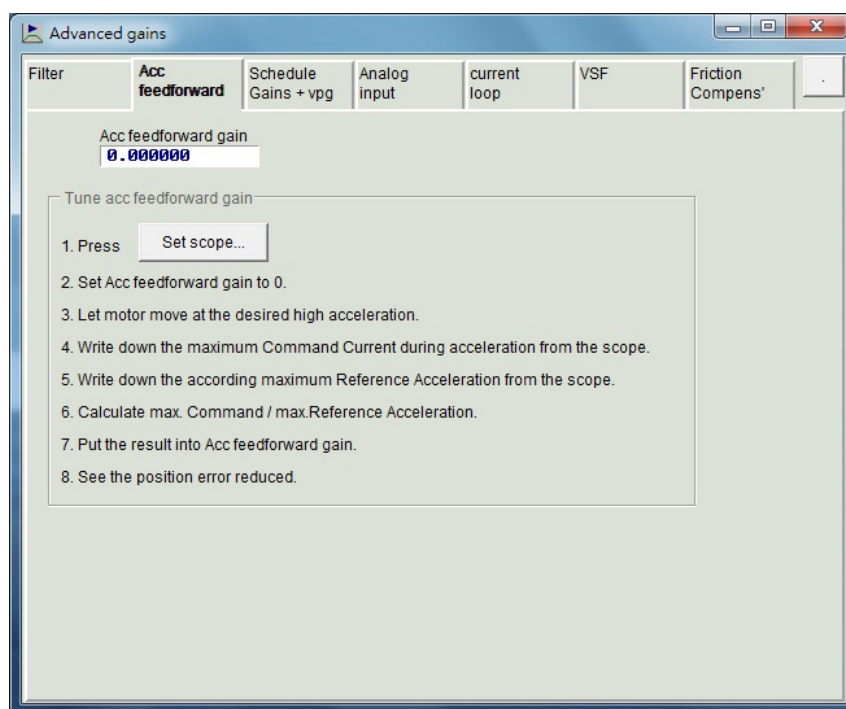 Advanced gains
Filter
Acc feedforward
Schedule Gains + vpg
Analog input
current loop
VSF
Friction Compens'
.
Acc feedforward gain
0.000000
Tune acc feedforward gain
1. Press Set scope...
2. Set Acc feedforward gain to 0.
3. Let motor move at the desired high acceleration.
4. Write down the maximum Command Current during acceleration from the scope.
5. Write down the according maximum Reference Acceleration from the scope.
6. Calculate max. Command / max.Reference Acceleration.
7. Put the result into Acc feedforward gain.
8. See the position error reduced.